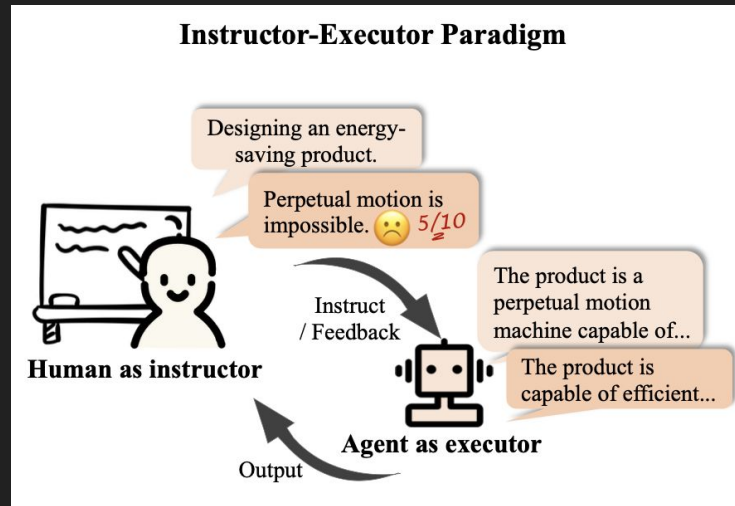 Instructor-Executor Paradigm
Designing an energy-
saving product.
Perpetual motion is
impossible. 5/10
Instruct
/ Feedback
The product is a
perpetual motion
machine capable of...
The product is
capable of efficient...
Human as instructor
Agent as executor
Output